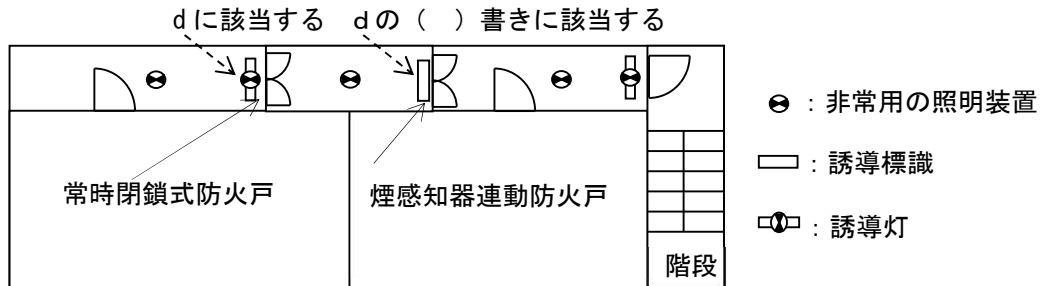 dに該当する　dの（　）書きに該当する
常時閉鎖式防火戸
煙感知器連動防火戸
階段
：非常用の照明装置
：誘導標識
：誘導灯